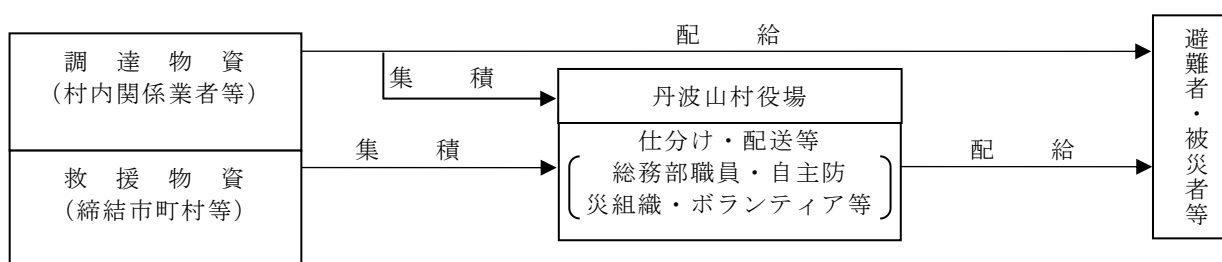 調達物資
（村内関係業者等）
救援物資
（締結市町村等）
配給
集積
集積
丹波山村役場
仕分け・配送等
総務部職員・自主防
災組織・ボランティア等
配給
避難者・被災者等